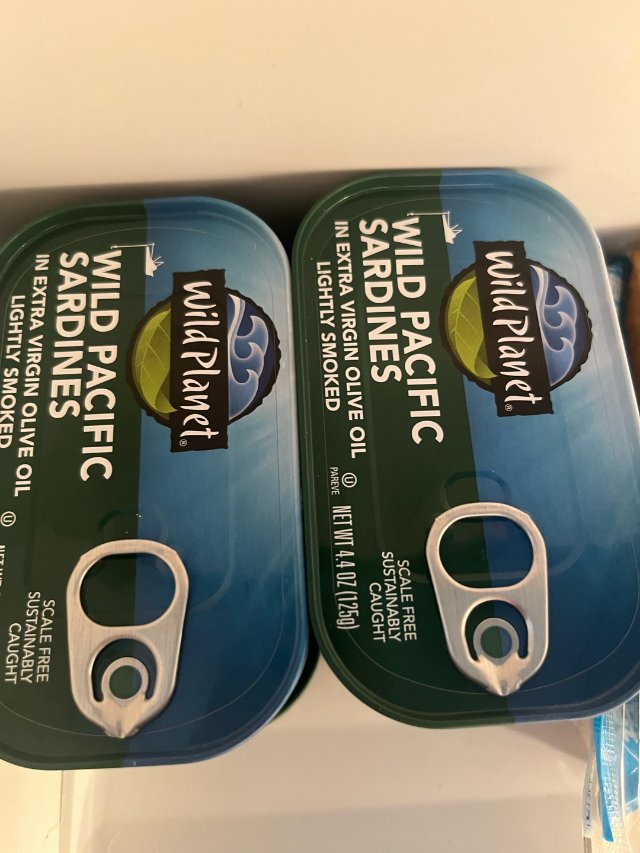 Wild Planet®
WILD PACIFIC
SARDINES
IN EXTRA VIRGIN OLIVE OIL
LIGHTLY SMOKED
Ⓤ
PAREVE
NET WT 4.4 OZ (125g)
SCALE FREE
SUSTAINABLY
CAUGHT
Wild Planet®
WILD PACIFIC
SARDINES
IN EXTRA VIRGIN OLIVE OIL
LIGHTLY SMOKED
Ⓤ
SCALE FREE
SUSTAINABLY
CAUGHT